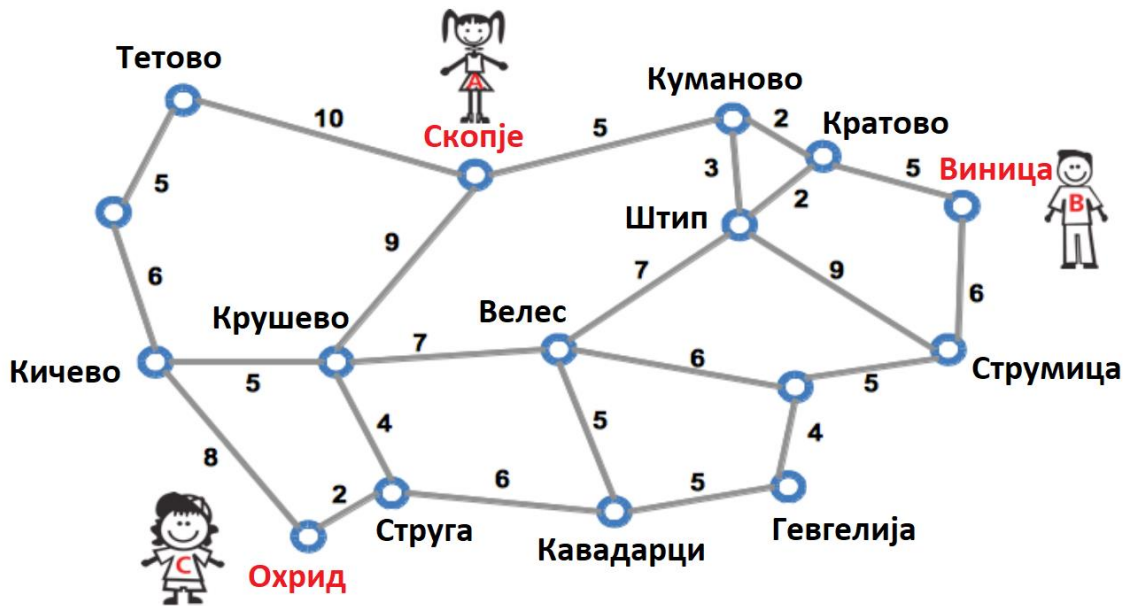 Тетово
А
Куманово
10
2
Кратово
Скопје
5
5
Виница
3
2
В
5
Штип
9
7
9
6
6
Крушево
Велес
7
6
Кичево
5
5
Струмица
4
5
4
8
6
5
2
Струга
Гевгелија
С
Кавадарци
Охрид